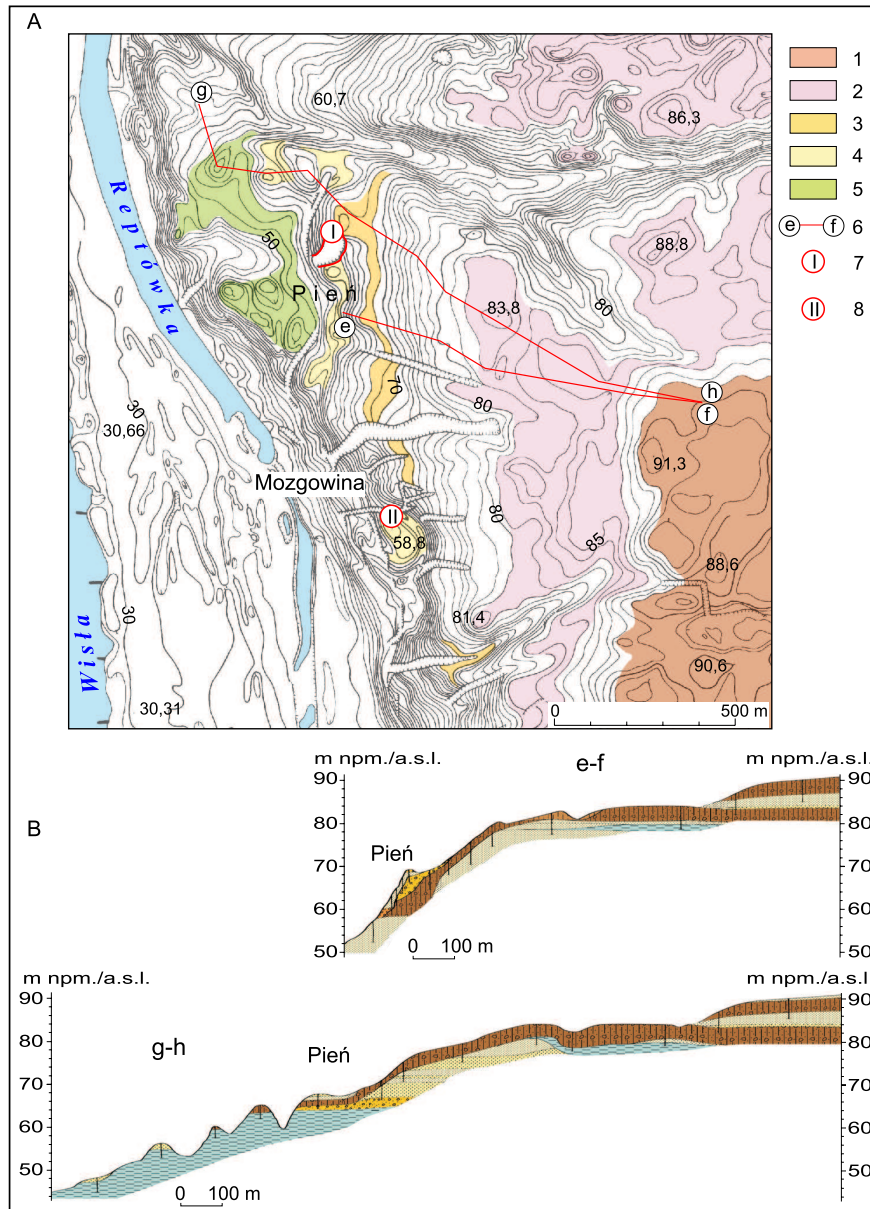 A
g
60,7
86,3
1
2
3
4
5
e f 6
I 7
II 8
Reptówka
50
I
88,8
Pień
80
83,8
e
h
f
70
80
30
30,66
91,3
Mozgowina
80
II
58,8
85
88,6
30
81,4
Wisła
90,6
30,31
0 500 m
m npm./a.s.l. e-f m npm./a.s.l.
B
90 90
80 80
Pień
70 70
60 60
50 50
0 100 m
m npm./a.s.l. m npm./a.s.l.
90 90
g-h Pień
80 80
70 70
60 60
50 50
0 100 m